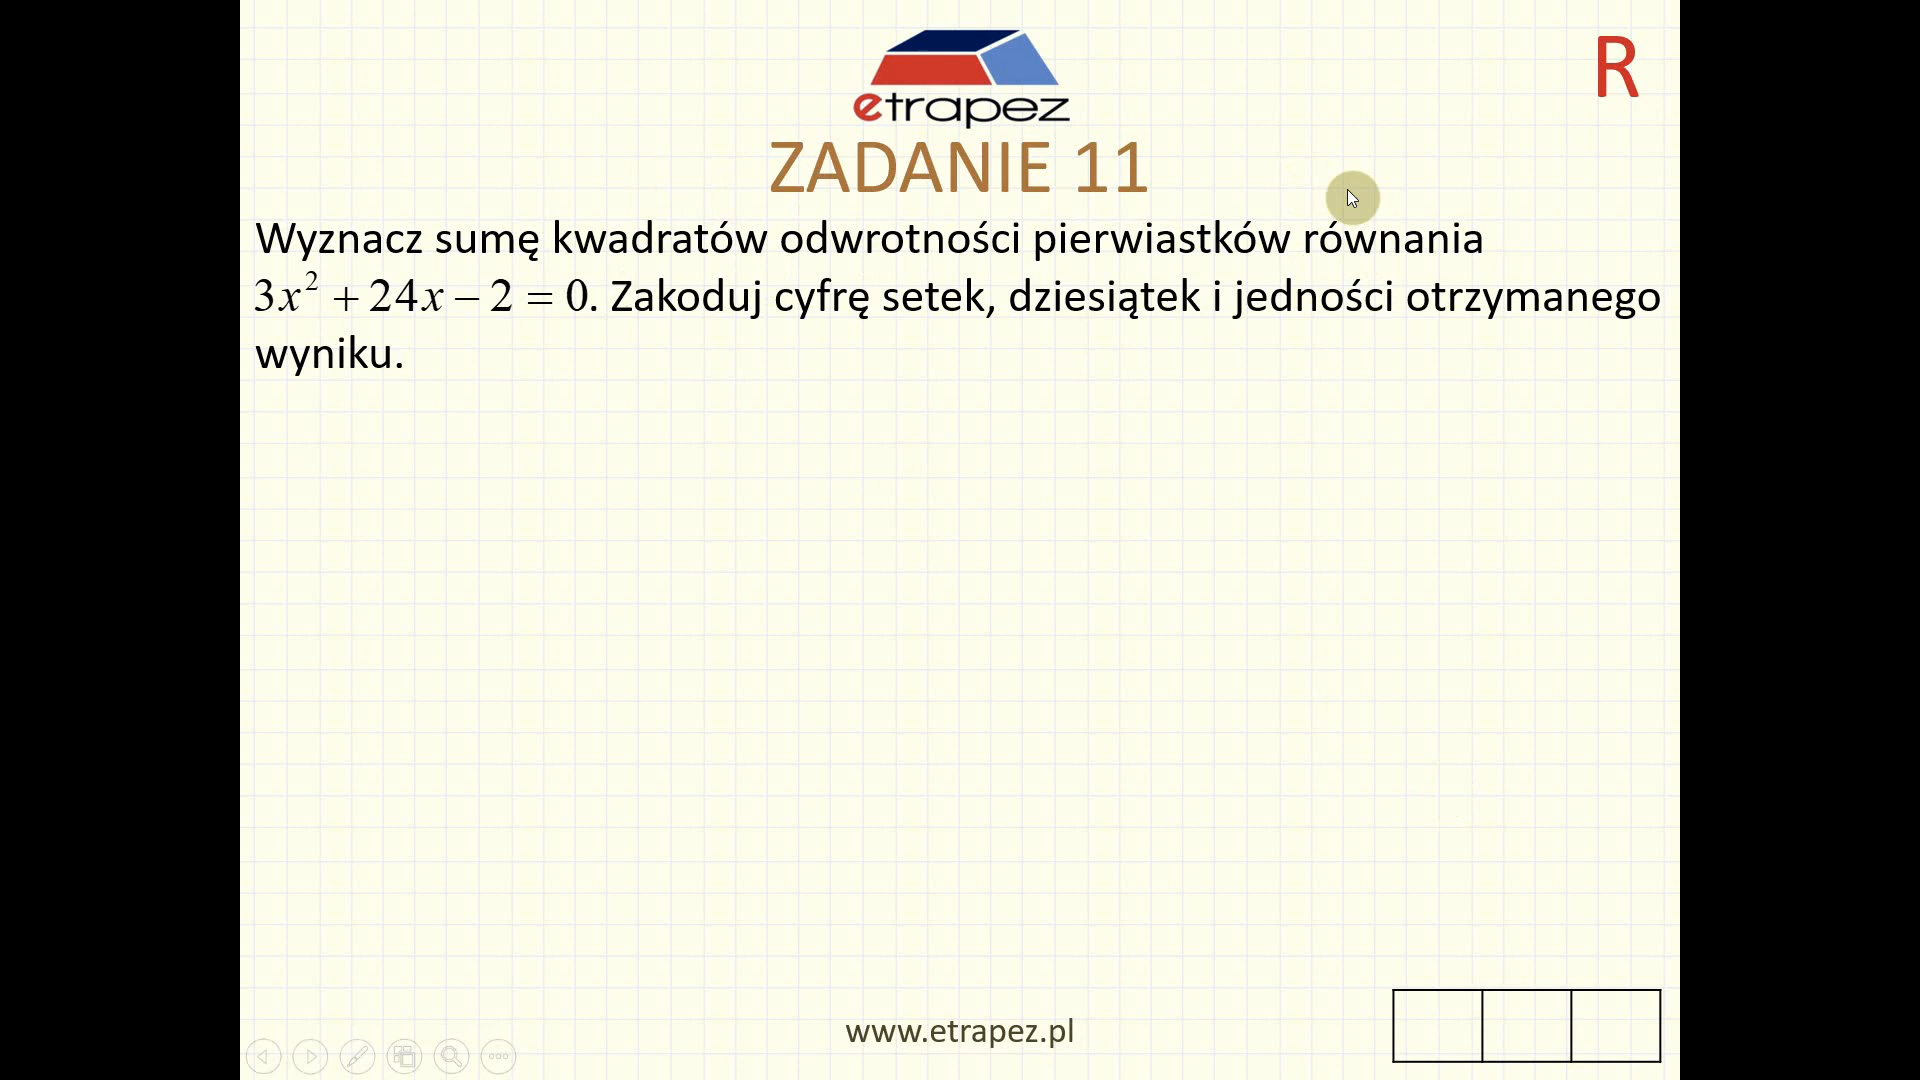 etrapez
R
ZADANIE 11
Wyznacz sumę kwadratów odwrotności pierwiastków równania
3x² + 24x − 2 = 0. Zakoduj cyfrę setek, dziesiątek i jedności otrzymanego
wyniku.
www.etrapez.pl